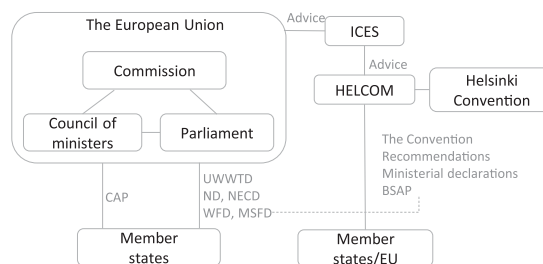 The European Union
Advice
ICES
Commission
Advice
HELCOM
Helsinki
Convention
Council of
ministers
Parliament
The Convention
Recommendations
Ministerial declarations
BSAP
CAP
UWWTD
ND, NECD
WFD, MSFD
Member
states
Member
states/EU